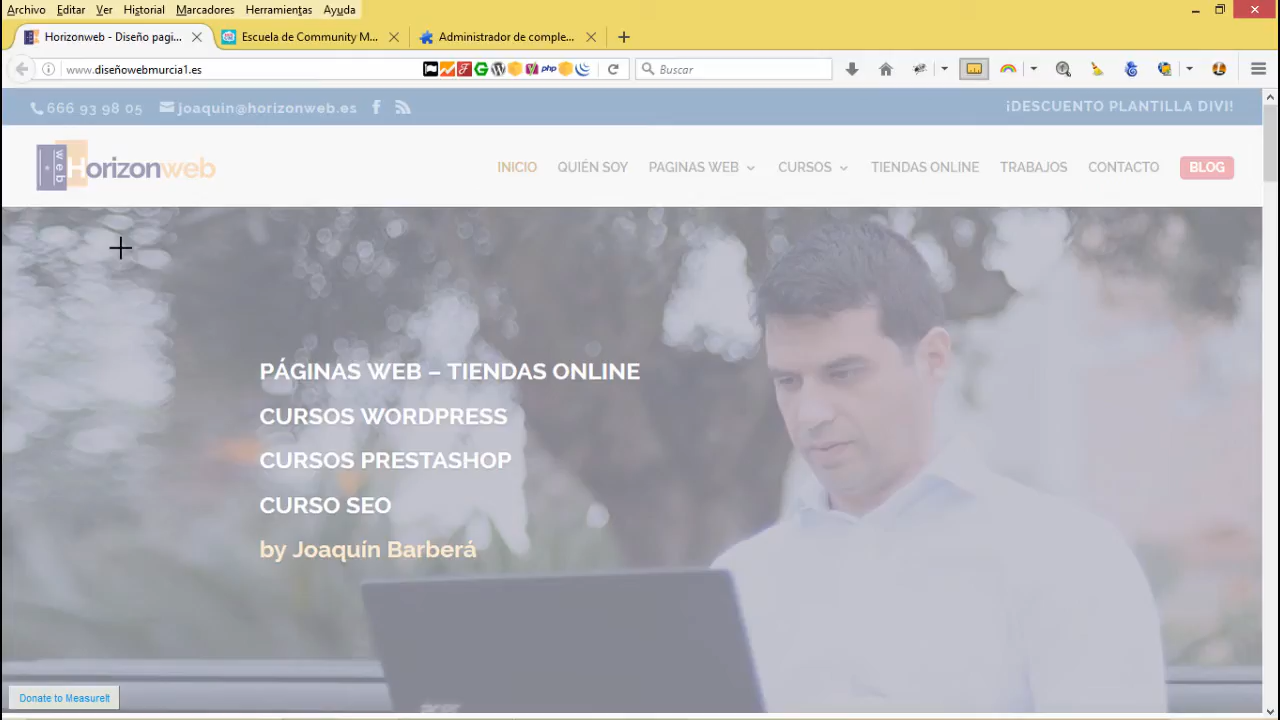 Archivo Editar Ver Historial Marcadores Herramientas Ayuda
Horizonweb - Diseño pagi... Escuela de Community M... Administrador de comple...
www.diseñowebmurcia1.es php Buscar
666 93 98 05 joaquin@horizonweb.es ¡DESCUENTO PLANTILLA DIVI!
web Horizonweb INICIO QUIÉN SOY PAGINAS WEB CURSOS TIENDAS ONLINE TRABAJOS CONTACTO BLOG
PÁGINAS WEB – TIENDAS ONLINE
CURSOS WORDPRESS
CURSOS PRESTASHOP
CURSO SEO
by Joaquín Barberá
acer
Donate to MeasureIt